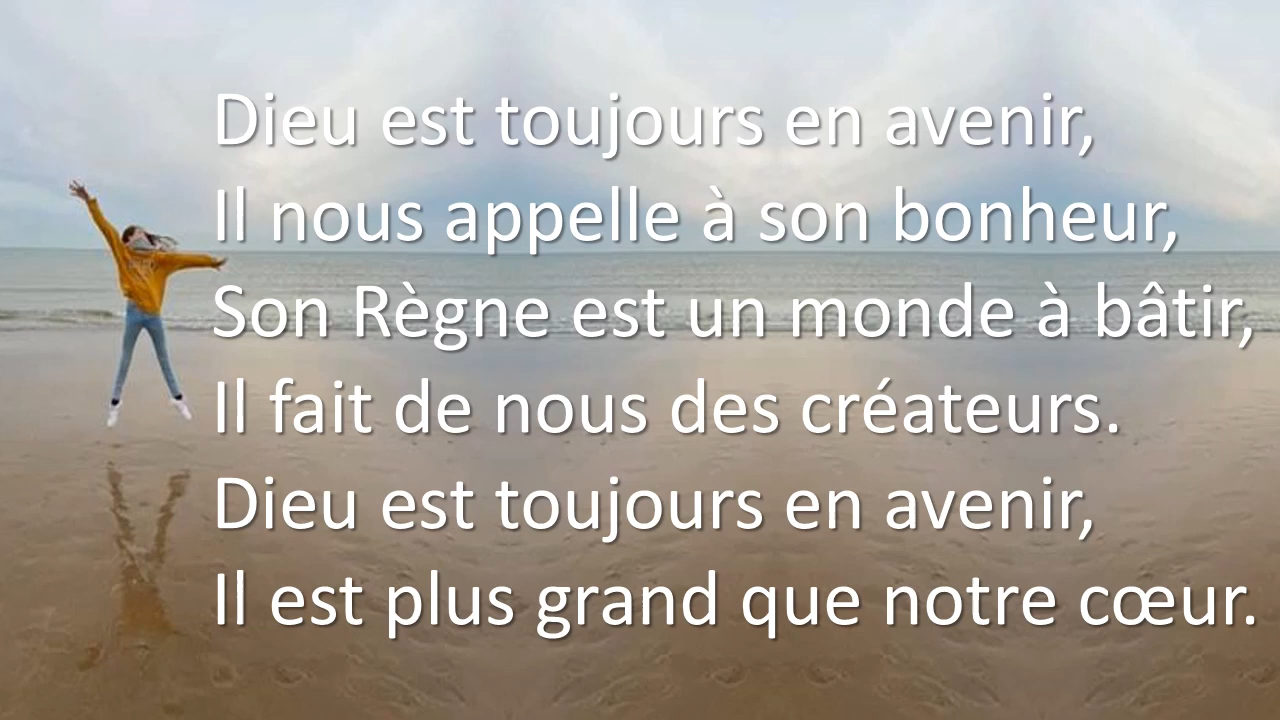 Dieu est toujours en avenir,
Il nous appelle à son bonheur,
Son Règne est un monde à bâtir,
Il fait de nous des créateurs.
Dieu est toujours en avenir,
Il est plus grand que notre cœur.